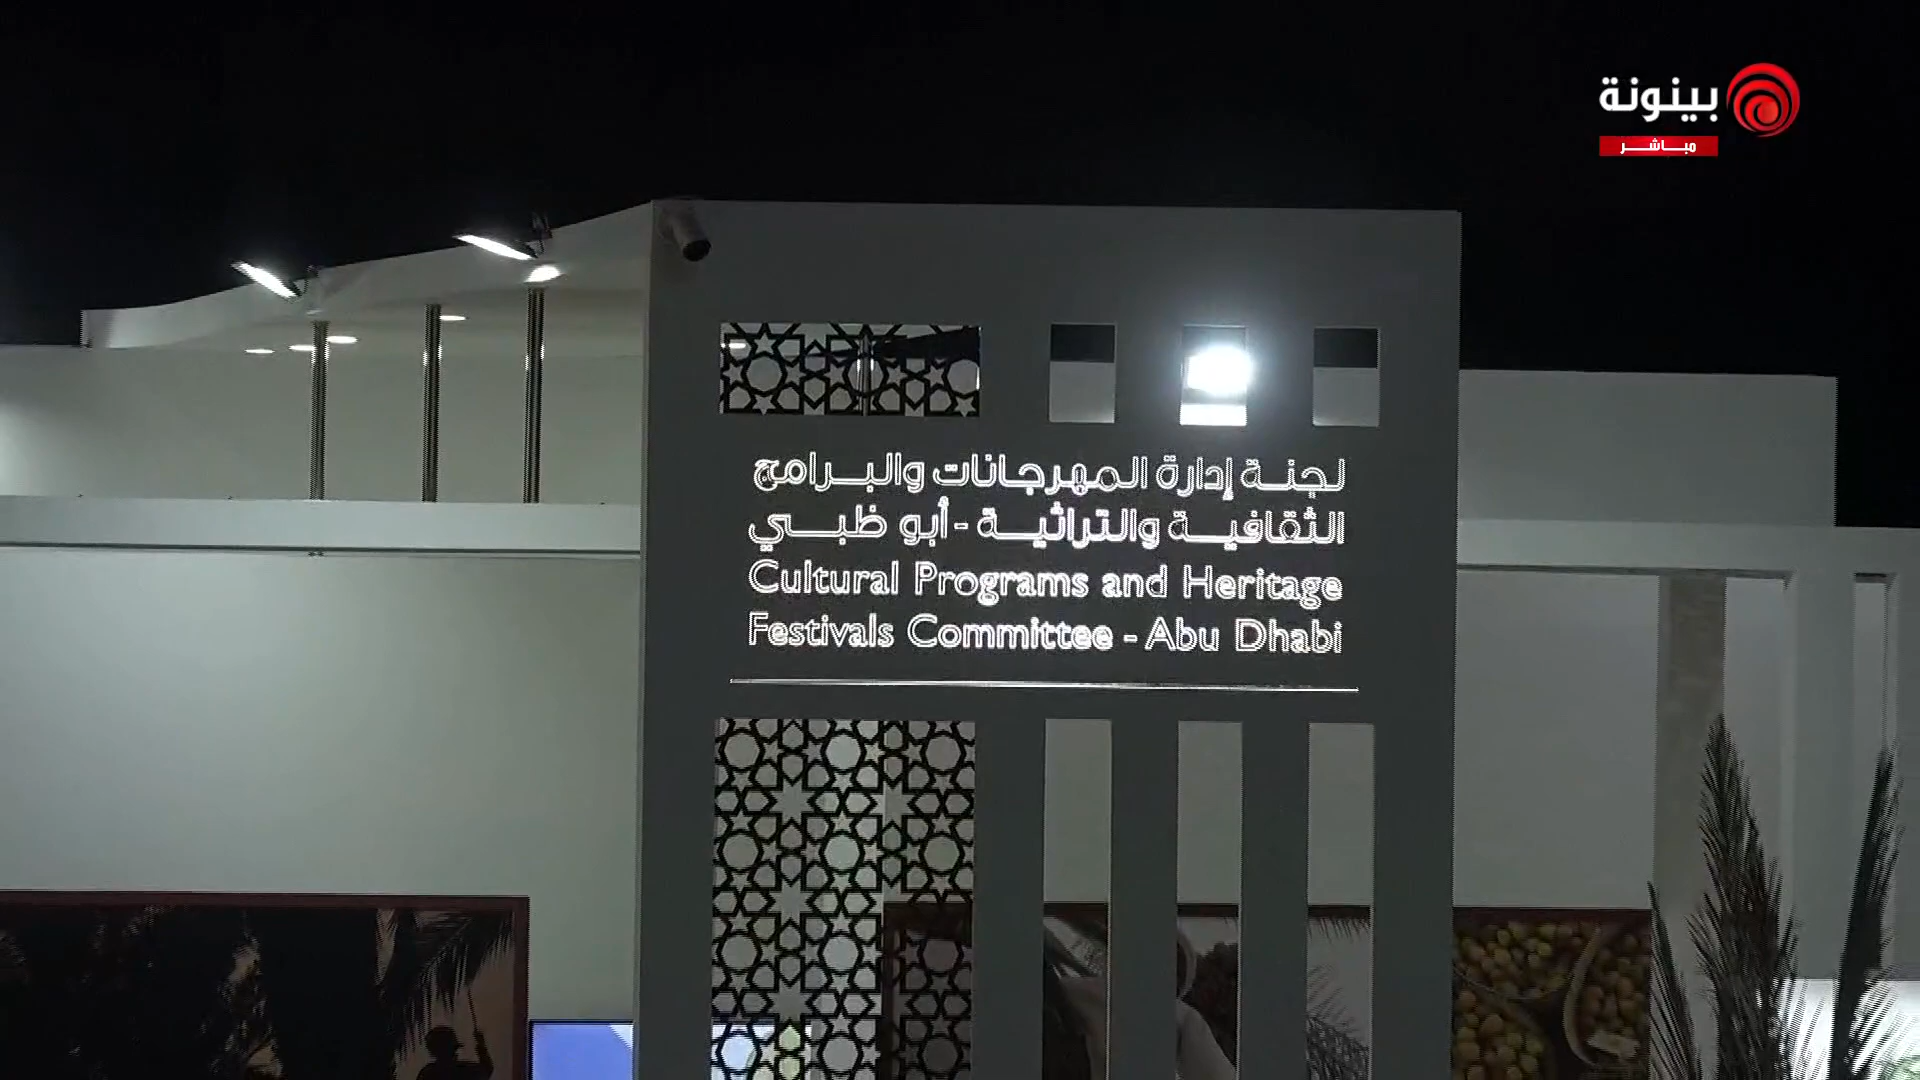 بينونة
مباشر
لجنة إدارة المهرجانات والبرامج
الثقافية والتراثية - أبو ظبي
Cultural Programs and Heritage
Festivals Committee - Abu Dhabi